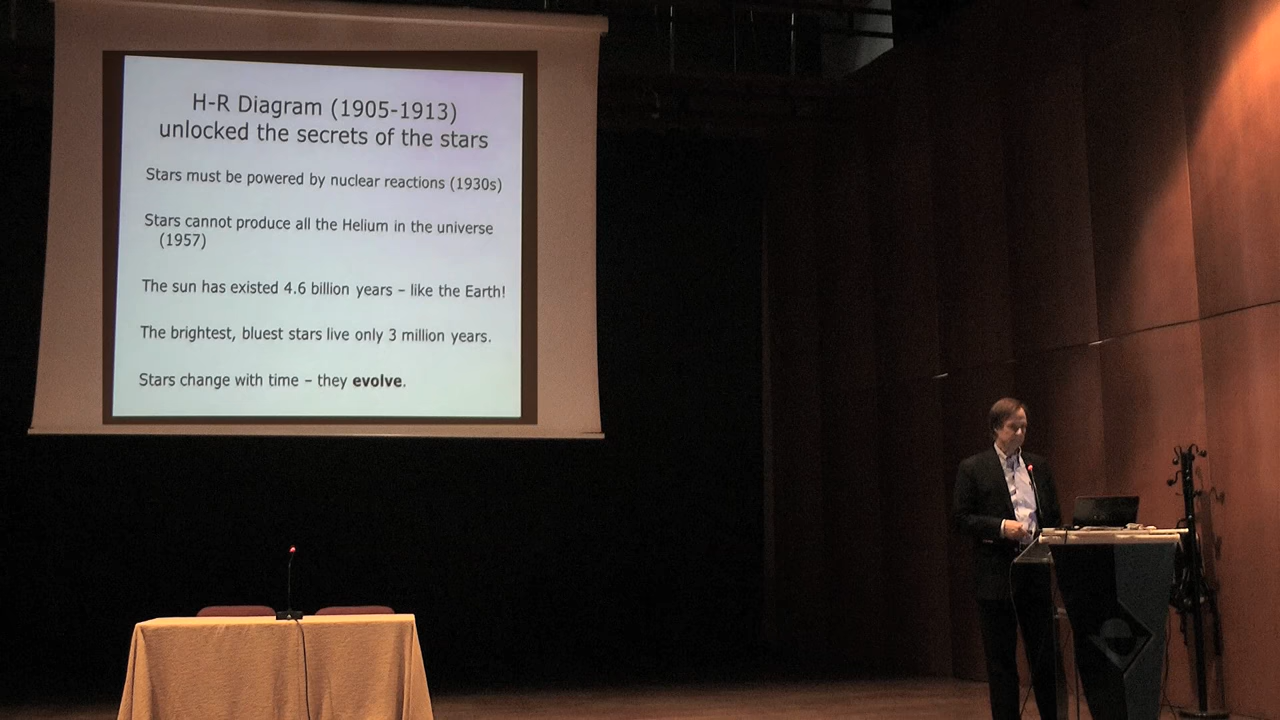 H-R Diagram (1905-1913)
unlocked the secrets of the stars
Stars must be powered by nuclear reactions (1930s)
Stars cannot produce all the Helium in the universe
(1957)
The sun has existed 4.6 billion years – like the Earth!
The brightest, bluest stars live only 3 million years.
Stars change with time – they evolve.